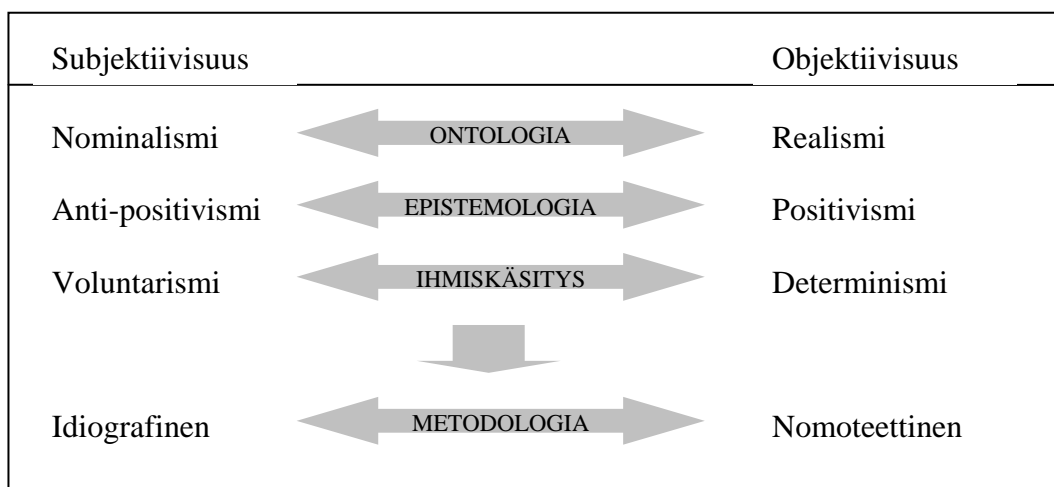 Subjektiivisuus Objektiivisuus
Nominalismi ONTOLOGIA Realismi
Anti-positivismi EPISTEMOLOGIA Positivismi
Voluntarismi IHMISKÄSITYS Determinismi
Idiografinen METODOLOGIA Nomoteettinen